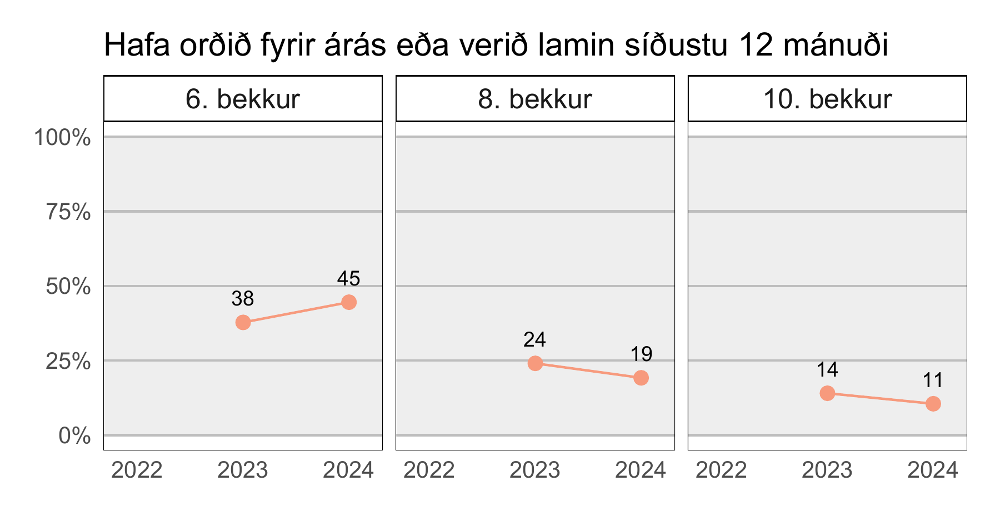 Hafa orðið fyrir árás eða verið lamin síðustu 12 mánuði
6. bekkur
8. bekkur
10. bekkur
100%
75%
50%
25%
0%
38
45
24
19
14
11
2022 2023 2024
2022 2023 2024
2022 2023 2024